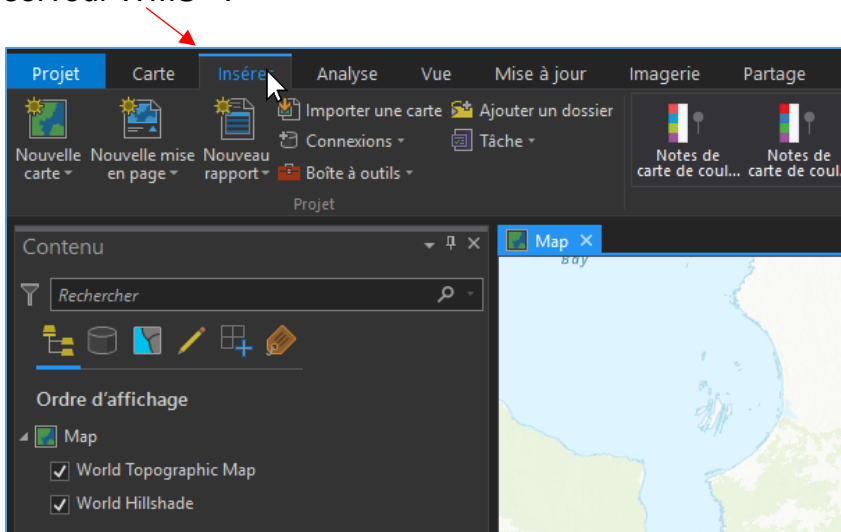 Projet Carte Insérer Analyse Vue Mise à jour Imagerie Partage
Importer une carte Ajouter un dossier
Connexions Tâche
Nouvelle carte Nouvelle mise en page Nouveau rapport Boîte à outils
Notes de carte de coul... Notes de carte de coul
Projet
Contenu
Map
Bay
Rechercher
Ordre d'affichage
Map
World Topographic Map
World Hillshade